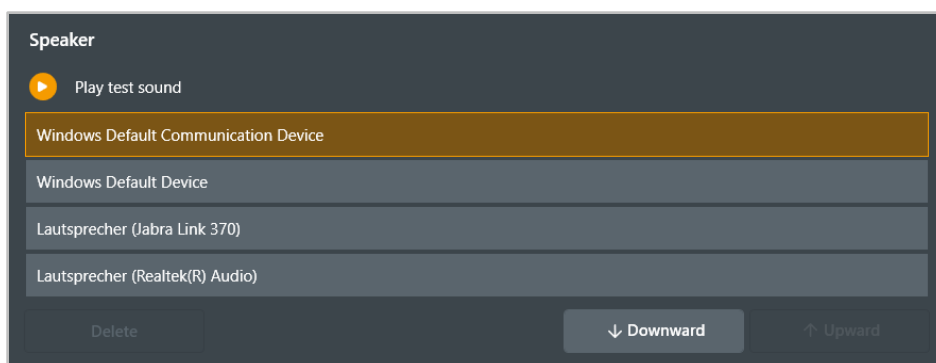 Speaker
Play test sound
Windows Default Communication Device
Windows Default Device
Lautsprecher (Jabra Link 370)
Lautsprecher (Realtek(R) Audio)
Delete
↓ Downward
↑ Upward